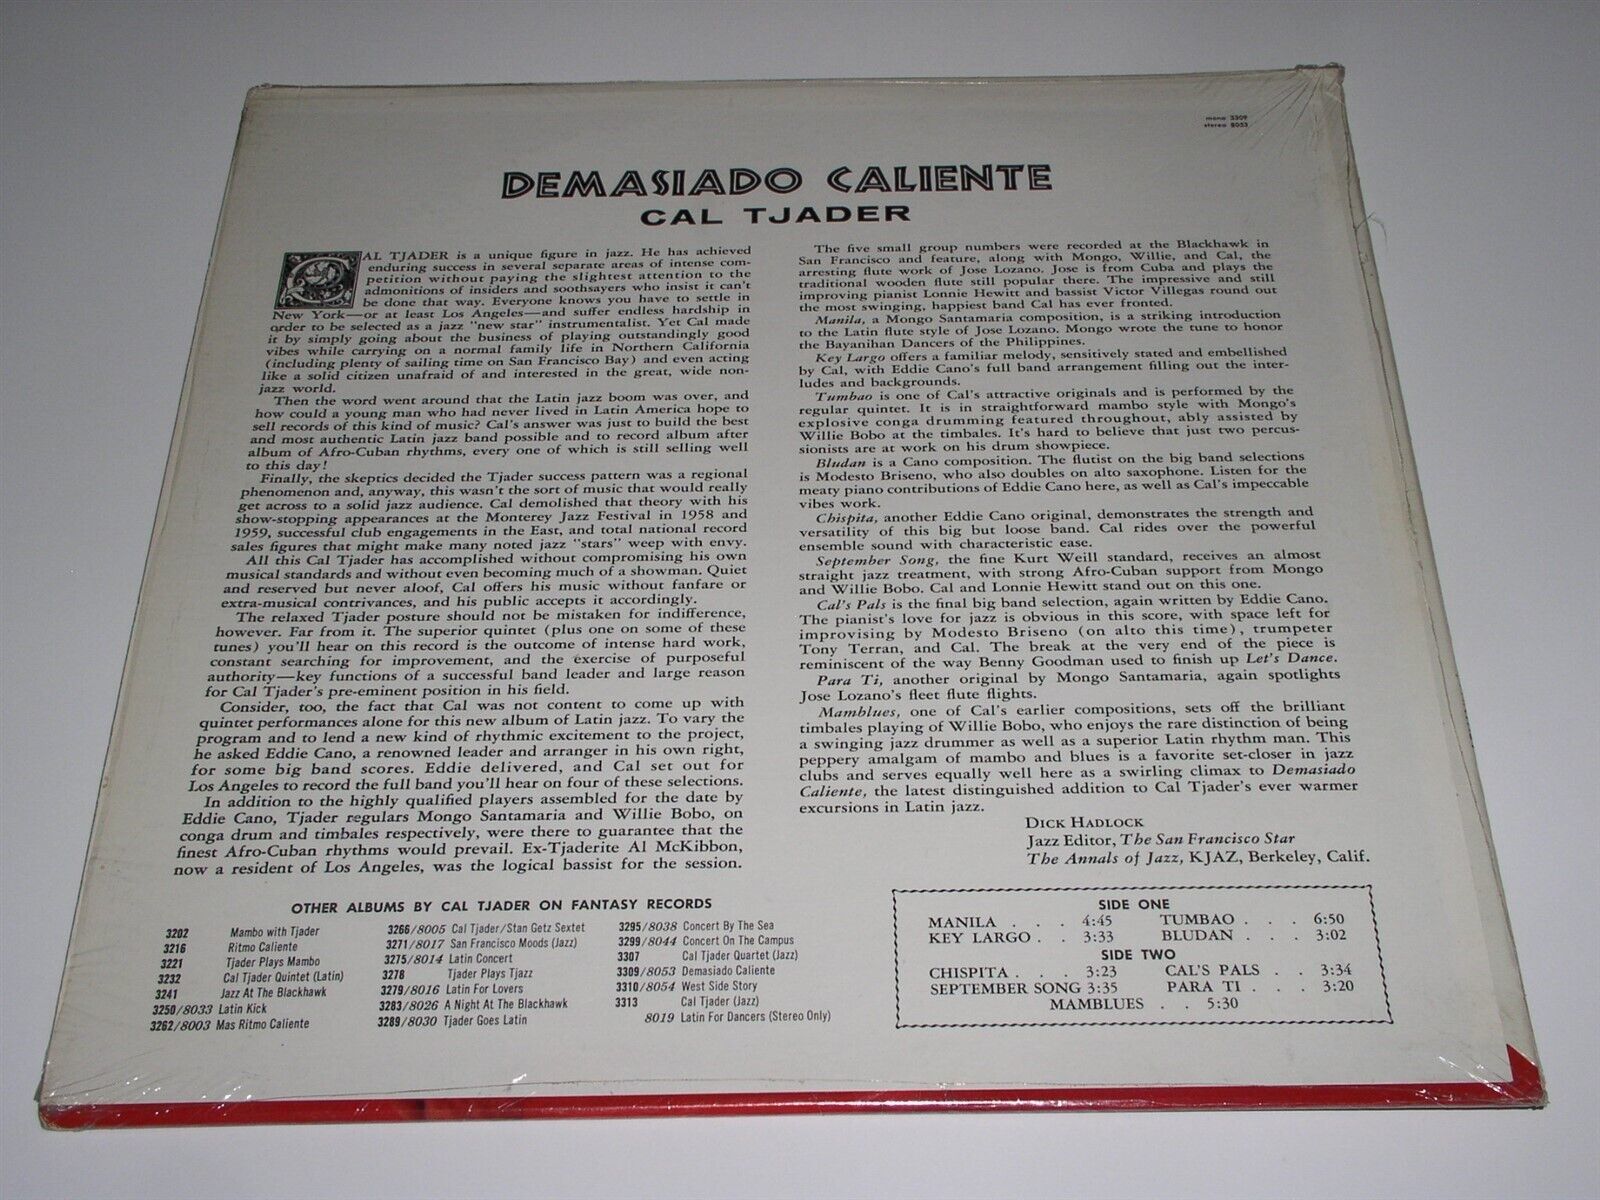 mono 3309
stereo 8053
DEMASIADO CALIENTE
CAL TJADER
CAL TJADER is a unique figure in jazz. He has achieved
enduring success in several separate areas of intense com-
petition without paying the slightest attention to the
admonitions of insiders and soothsayers who insist it can't
be done that way. Everyone knows you have to settle in
New York—or at least Los Angeles—and suffer endless hardship in
order to be selected as a jazz "new star" instrumentalist. Yet Cal made
it by simply going about the business of playing outstandingly good
vibes while carrying on a normal family life in Northern California
(including plenty of sailing time on San Francisco Bay) and even acting
like a solid citizen unafraid of and interested in the great, wide non-
jazz world.
Then the word went around that the Latin jazz boom was over, and
how could a young man who had never lived in Latin America hope to
sell records of this kind of music? Cal's answer was just to build the best
and most authentic Latin jazz band possible and to record album after
album of Afro-Cuban rhythms, every one of which is still selling well
to this day!
Finally, the skeptics decided the Tjader success pattern was a regional
phenomenon and, anyway, this wasn't the sort of music that would really
get across to a solid jazz audience. Cal demolished that theory with his
show-stopping appearances at the Monterey Jazz Festival in 1958 and
1959, successful club engagements in the East, and total national record
sales figures that might make many noted jazz "stars" weep with envy.
All this Cal Tjader has accomplished without compromising his own
musical standards and without even becoming much of a showman. Quiet
and reserved but never aloof, Cal offers his music without fanfare or
extra-musical contrivances, and his public accepts it accordingly.
The relaxed Tjader posture should not be mistaken for indifference,
however. Far from it. The superior quintet (plus one on some of these
tunes) you'll hear on this record is the outcome of intense hard work,
constant searching for improvement, and the exercise of purposeful
authority—key functions of a successful band leader and large reason
for Cal Tjader's pre-eminent position in his field.
Consider, too, the fact that Cal was not content to come up with
quintet performances alone for this new album of Latin jazz. To vary the
program and to lend a new kind of rhythmic excitement to the project,
he asked Eddie Cano, a renowned leader and arranger in his own right,
for some big band scores. Eddie delivered, and Cal set out for
Los Angeles to record the full band you'll hear on four of these selections.
In addition to the highly qualified players assembled for the date by
Eddie Cano, Tjader regulars Mongo Santamaria and Willie Bobo, on
conga drum and timbales respectively, were there to guarantee that the
finest Afro-Cuban rhythms would prevail. Ex-Tjaderite Al McKibbon,
now a resident of Los Angeles, was the logical bassist for the session.
The five small group numbers were recorded at the Blackhawk in
San Francisco and feature, along with Mongo, Willie, and Cal, the
arresting flute work of Jose Lozano. Jose is from Cuba and plays the
traditional wooden flute still popular there. The impressive and still
improving pianist Lonnie Hewitt and bassist Victor Villegas round out
the most swinging, happiest band Cal has ever fronted.
Manila, a Mongo Santamaria composition, is a striking introduction
to the Latin flute style of Jose Lozano. Mongo wrote the tune to honor
the Bayanihan Dancers of the Philippines.
Key Largo offers a familiar melody, sensitively stated and embellished
by Cal, with Eddie Cano's full band arrangement filling out the inter-
ludes and backgrounds.
Tumbao is one of Cal's attractive originals and is performed by the
regular quintet. It is in straightforward mambo style with Mongo's
explosive conga drumming featured throughout, ably assisted by
Willie Bobo at the timbales. It's hard to believe that just two percus-
sionists are at work on his drum showpiece.
Bludan is a Cano composition. The flutist on the big band selections
is Modesto Briseno, who also doubles on alto saxophone. Listen for the
meaty piano contributions of Eddie Cano here, as well as Cal's impeccable
vibes work.
Chispita, another Eddie Cano original, demonstrates the strength and
versatility of this big but loose band. Cal rides over the powerful
ensemble sound with characteristic ease.
September Song, the fine Kurt Weill standard, receives an almost
straight jazz treatment, with strong Afro-Cuban support from Mongo
and Willie Bobo. Cal and Lonnie Hewitt stand out on this one.
Cal's Pals is the final big band selection, again written by Eddie Cano.
The pianist's love for jazz is obvious in this score, with space left for
improvising by Modesto Briseno (on alto this time), trumpeter
Tony Terran, and Cal. The break at the very end of the piece is
reminiscent of the way Benny Goodman used to finish up Let's Dance.
Para Ti, another original by Mongo Santamaria, again spotlights
Jose Lozano's fleet flute flights.
Mamblues, one of Cal's earlier compositions, sets off the brilliant
timbales playing of Willie Bobo, who enjoys the rare distinction of being
a swinging jazz drummer as well as a superior Latin rhythm man. This
peppery amalgam of mambo and blues is a favorite set-closer in jazz
clubs and serves equally well here as a swirling climax to Demasiado
Caliente, the latest distinguished addition to Cal Tjader's ever warmer
excursions in Latin jazz.
DICK HADLOCK
Jazz Editor, The San Francisco Star
The Annals of Jazz, KJAZ, Berkeley, Calif.
OTHER ALBUMS BY CAL TJADER ON FANTASY RECORDS
3202 Mambo with Tjader
3216 Ritmo Caliente
3221 Tjader Plays Mambo
3232 Cal Tjader Quintet (Latin)
3241 Jazz At The Blackhawk
3250/8033 Latin Kick
3262/8003 Mas Ritmo Caliente
3266/8005 Cal Tjader/Stan Getz Sextet
3271/8017 San Francisco Moods (Jazz)
3275/8014 Latin Concert
3278 Tjader Plays Tjazz
3279/8016 Latin For Lovers
3283/8026 A Night At The Blackhawk
3289/8030 Tjader Goes Latin
3295/8038 Concert By The Sea
3299/8044 Concert On The Campus
3307 Cal Tjader Quartet (Jazz)
3309/8053 Demasiado Caliente
3310/8054 West Side Story
3313 Cal Tjader (Jazz)
8019 Latin For Dancers (Stereo Only)
SIDE ONE
MANILA . . . 4:45 TUMBAO . . . 6:50
KEY LARGO . . 3:33 BLUDAN . . . 3:02
SIDE TWO
CHISPITA . . . 3:23 CAL'S PALS . . 3:34
SEPTEMBER SONG 3:35 PARA TI . . . 3:20
MAMBLUES . . 5:30